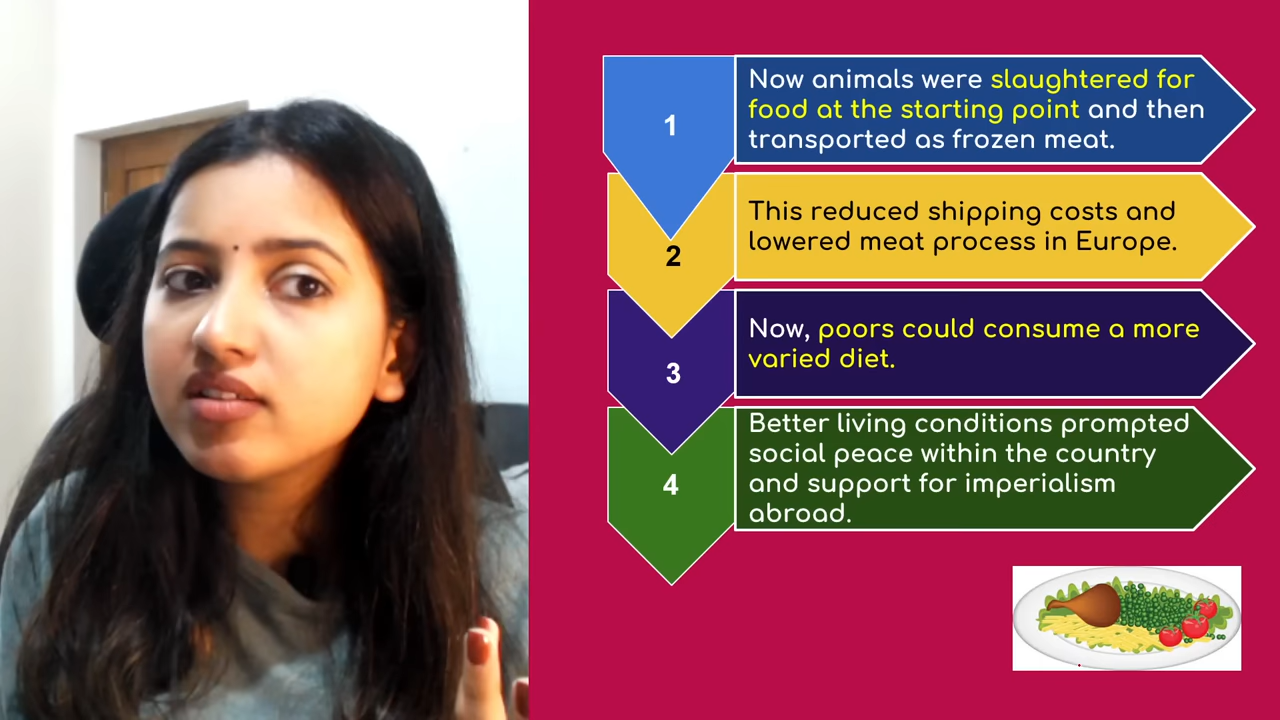 1
Now animals were slaughtered for
food at the starting point and then
transported as frozen meat.
2
This reduced shipping costs and
lowered meat process in Europe.
3
Now, poors could consume a more
varied diet.
4
Better living conditions prompted
social peace within the country
and support for imperialism
abroad.